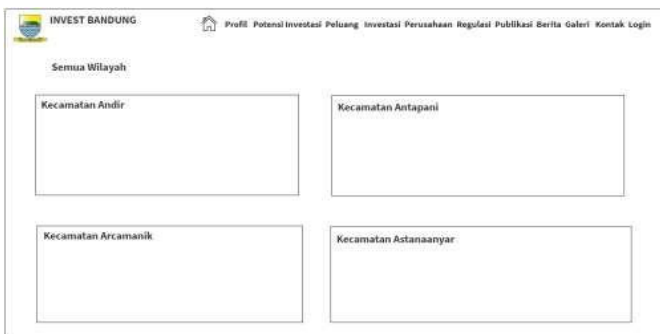 INVEST BANDUNG
Profil Potensi Investasi Peluang Investasi Perusahaan Regulasi Publikasi Berita Galeri Kontak Login
Semua Wilayah
Kecamatan Andir
Kecamatan Antapani
Kecamatan Arcamanik
Kecamatan Astanaanyar